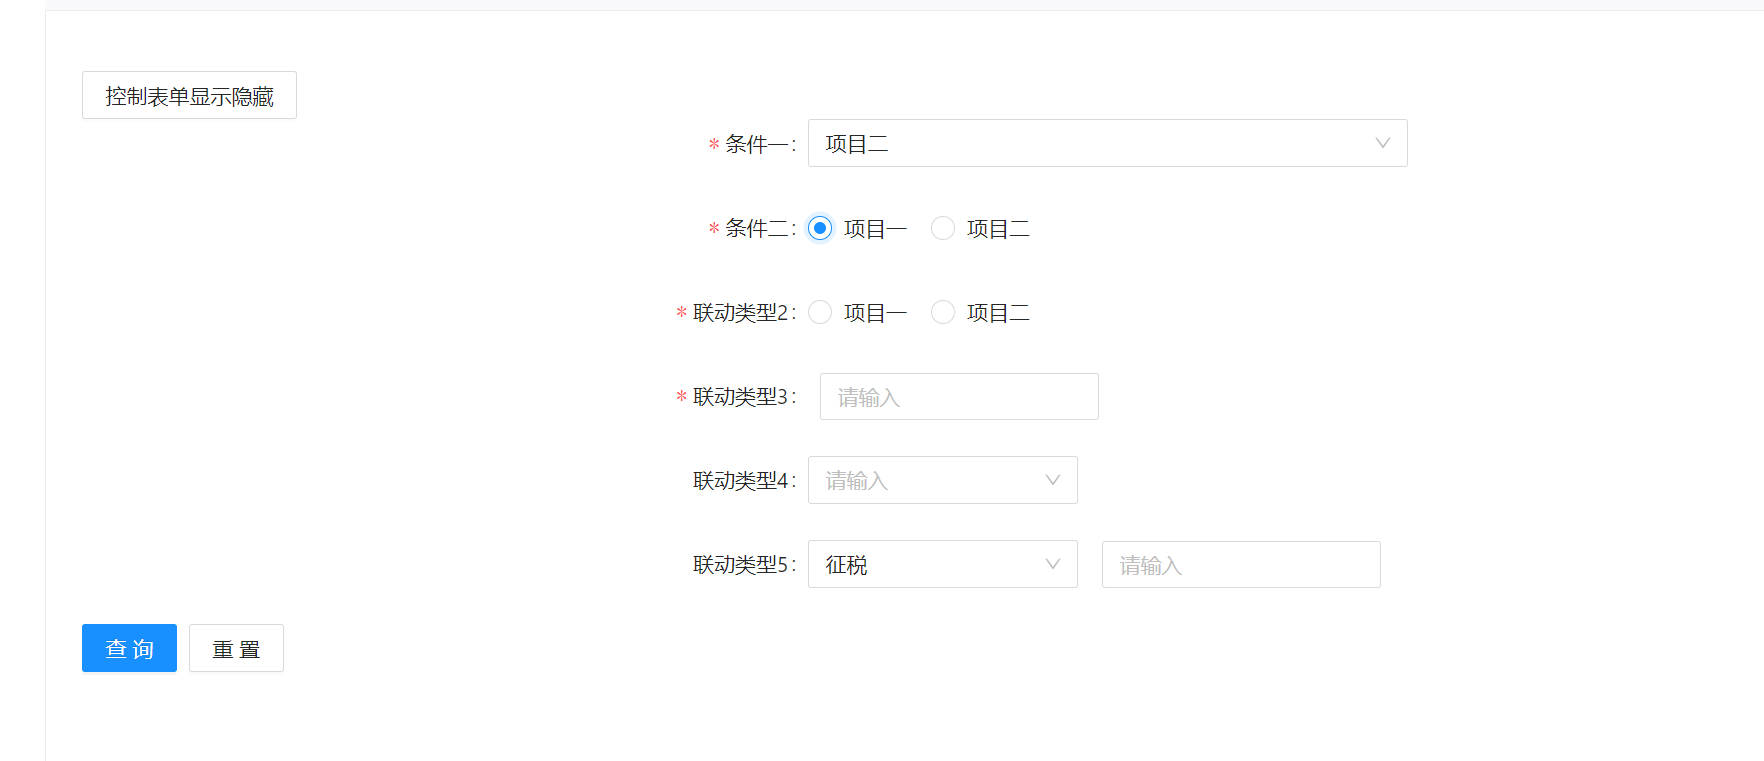 控制表单显示隐藏
* 条件一: 项目二
* 条件二: 项目一 项目二
* 联动类型2: 项目一 项目二
* 联动类型3: 请输入
联动类型4: 请输入
联动类型5: 征税 请输入
查 询 重 置